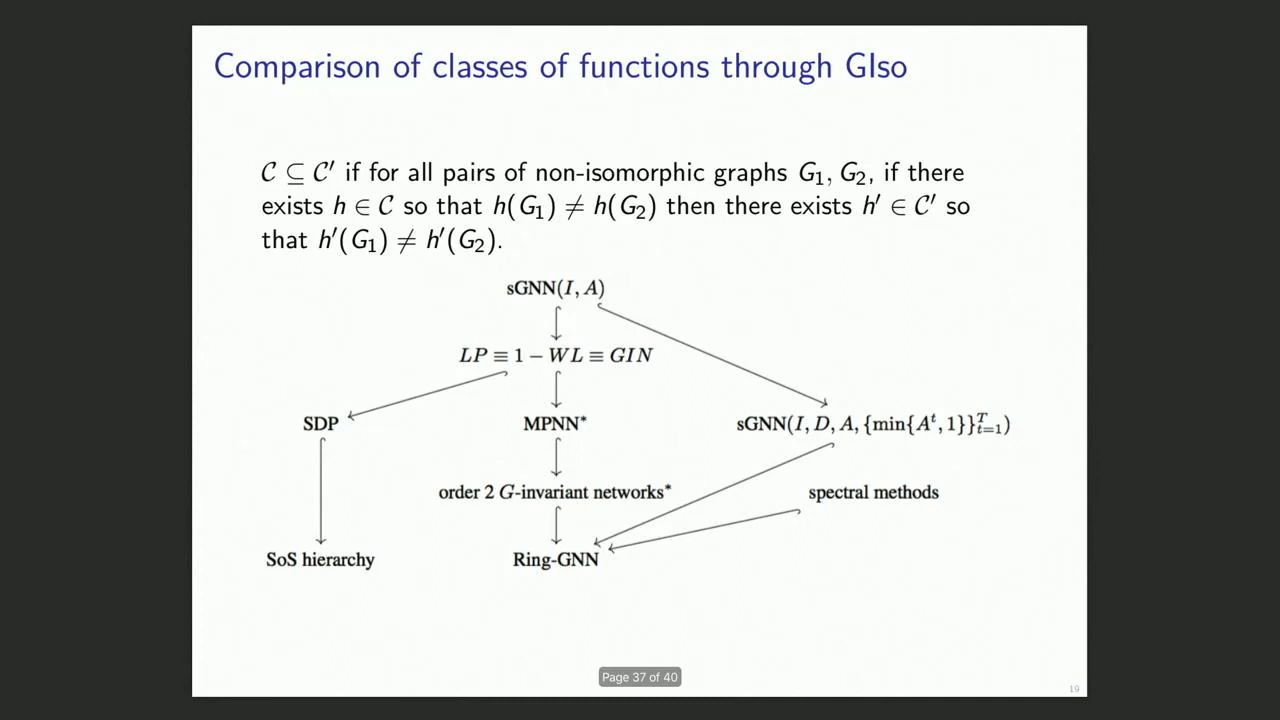 Comparison of classes of functions through GIso
𝒞 ⊆ 𝒞′ if for all pairs of non-isomorphic graphs G₁, G₂, if there
exists h ∈ 𝒞 so that h(G₁) ≠ h(G₂) then there exists h′ ∈ 𝒞′ so
that h′(G₁) ≠ h′(G₂).
sGNN(I, A)
LP ≡ 1 − WL ≡ GIN
SDP MPNN* sGNN(I, D, A, {min{Aᵗ, 1}}ᵀₜ₌₁)
order 2 G-invariant networks* spectral methods
SoS hierarchy Ring-GNN
Page 37 of 40
19